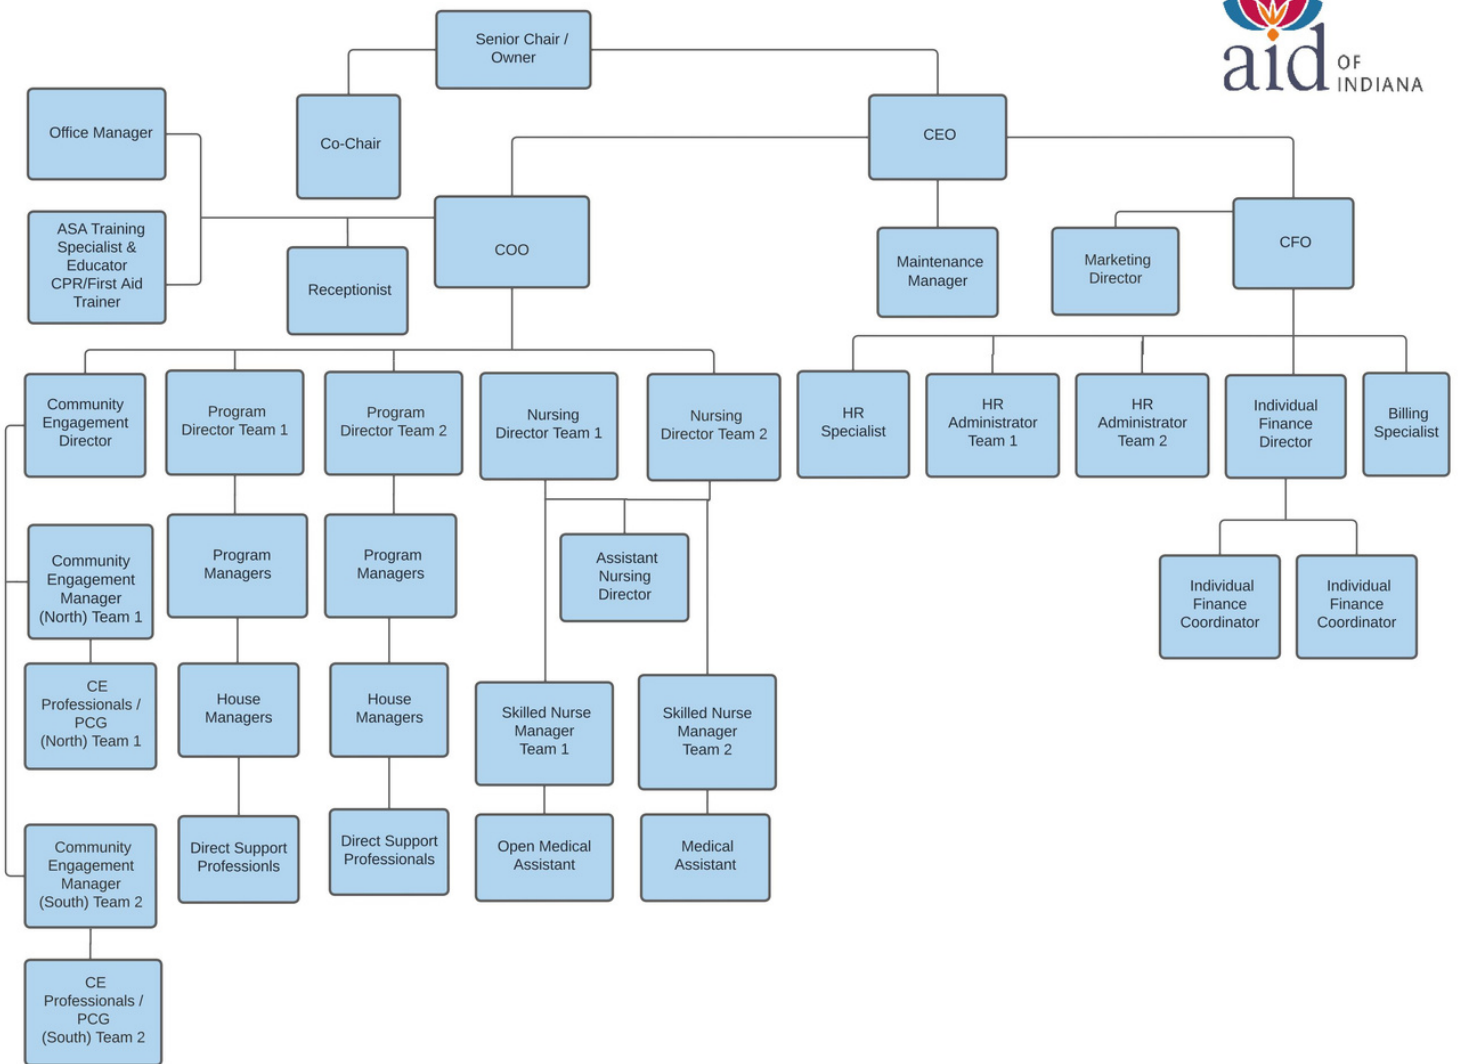 Senior Chair /
Owner
aid OF
INDIANA
Office Manager
Co-Chair
CEO
ASA Training
Specialist &
Educator
CPR/First Aid
Trainer
Receptionist
COO
Maintenance
Manager
Marketing
Director
CFO
Community
Engagement
Director
Program
Director Team 1
Program
Director Team 2
Nursing
Director Team 1
Nursing
Director Team 2
HR
Specialist
HR
Administrator
Team 1
HR
Administrator
Team 2
Individual
Finance
Director
Billing
Specialist
Community
Engagement
Manager
(North) Team 1
Program
Managers
Program
Managers
Assistant
Nursing
Director
Individual
Finance
Coordinator
Individual
Finance
Coordinator
CE
Professionals /
PCG
(North) Team 1
House
Managers
House
Managers
Skilled Nurse
Manager
Team 1
Skilled Nurse
Manager
Team 2
Community
Engagement
Manager
(South) Team 2
Direct Support
Professionls
Direct Support
Professionals
Open Medical
Assistant
Medical
Assistant
CE
Professionals /
PCG
(South) Team 2